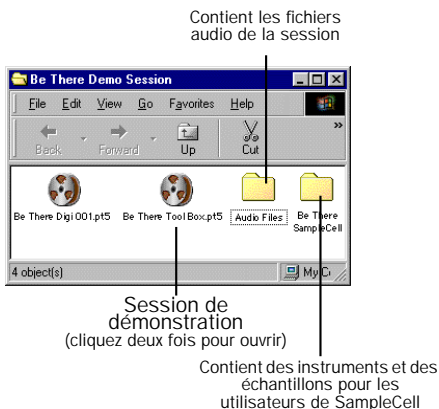 Contient les fichiers
audio de la session
Be There Demo Session
File Edit View Go Favorites Help
Back Forward Up Cut
Be There Digi 001.pt5 Be There Tool Box.pt5 Audio Files Be There
SampleCell
4 object(s)
Session de
démonstration
(cliquez deux fois pour ouvrir)
Contient des instruments et des
échantillons pour les
utilisateurs de SampleCell